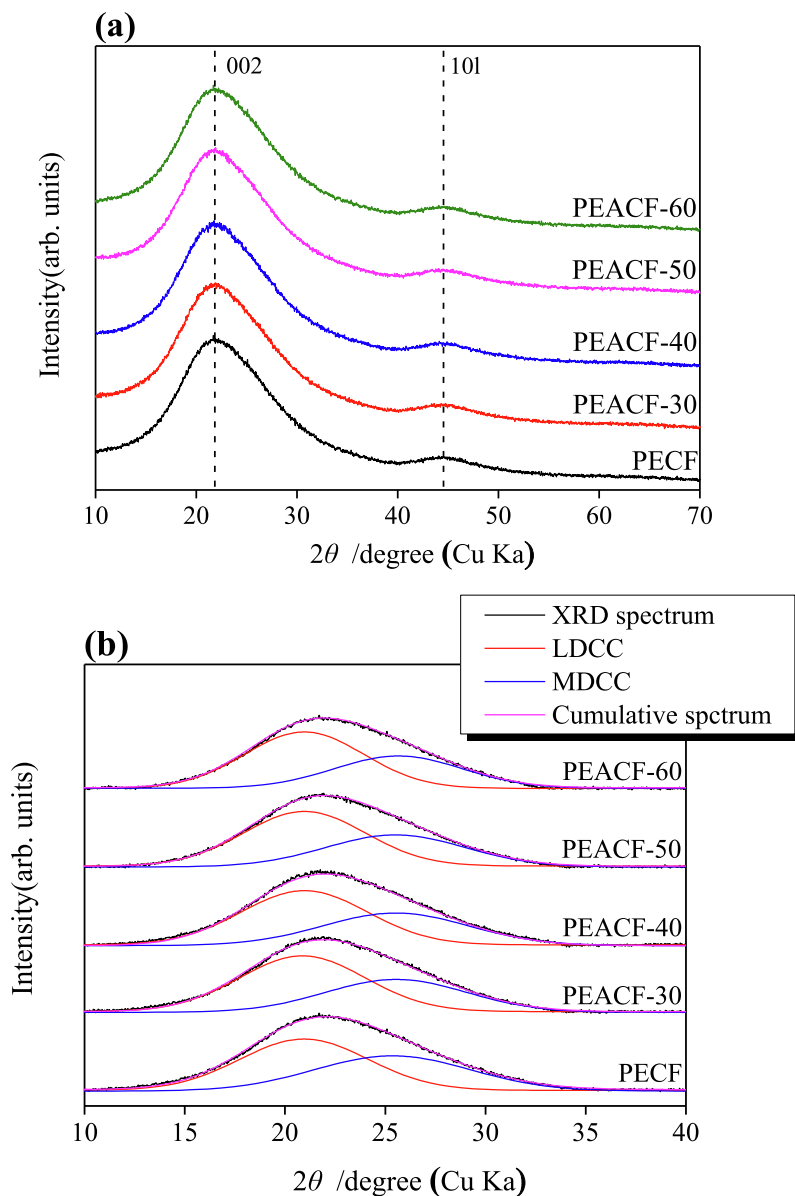 (a)
002
10l
PEACF-60
PEACF-50
PEACF-40
PEACF-30
PECF
Intensity(arb. units)
10 20 30 40 50 60 70
2θ /degree (Cu Ka)
(b)
XRD spectrum
LDCC
MDCC
Cumulative spctrum
PEACF-60
PEACF-50
PEACF-40
PEACF-30
PECF
Intensity(arb. units)
10 15 20 25 30 35 40
2θ /degree (Cu Ka)